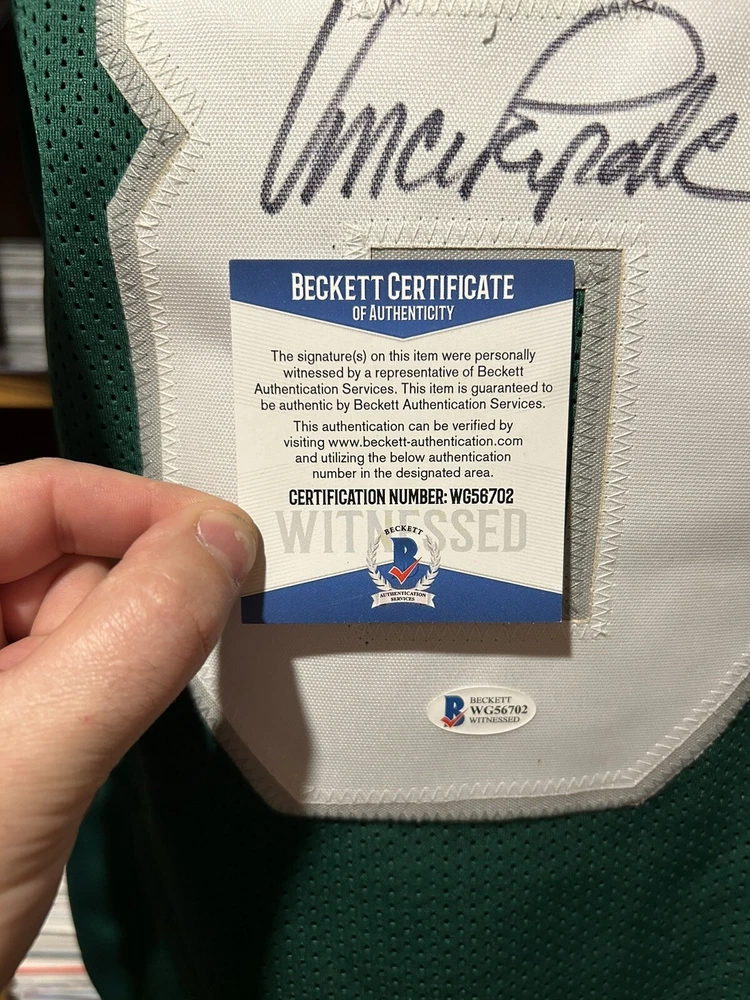 Vince Papale
BECKETT CERTIFICATE
OF AUTHENTICITY
The signature(s) on this item were personally
witnessed by a representative of Beckett
Authentication Services. This item is guaranteed to
be authentic by Beckett Authentication Services.
This authentication can be verified by
visiting www.beckett-authentication.com
and utilizing the below authentication
number in the designated area.
CERTIFICATION NUMBER: WG56702
WITNESSED
BECKETT
B
AUTHENTICATION
SERVICES
B
BECKETT
WG56702
WITNESSED